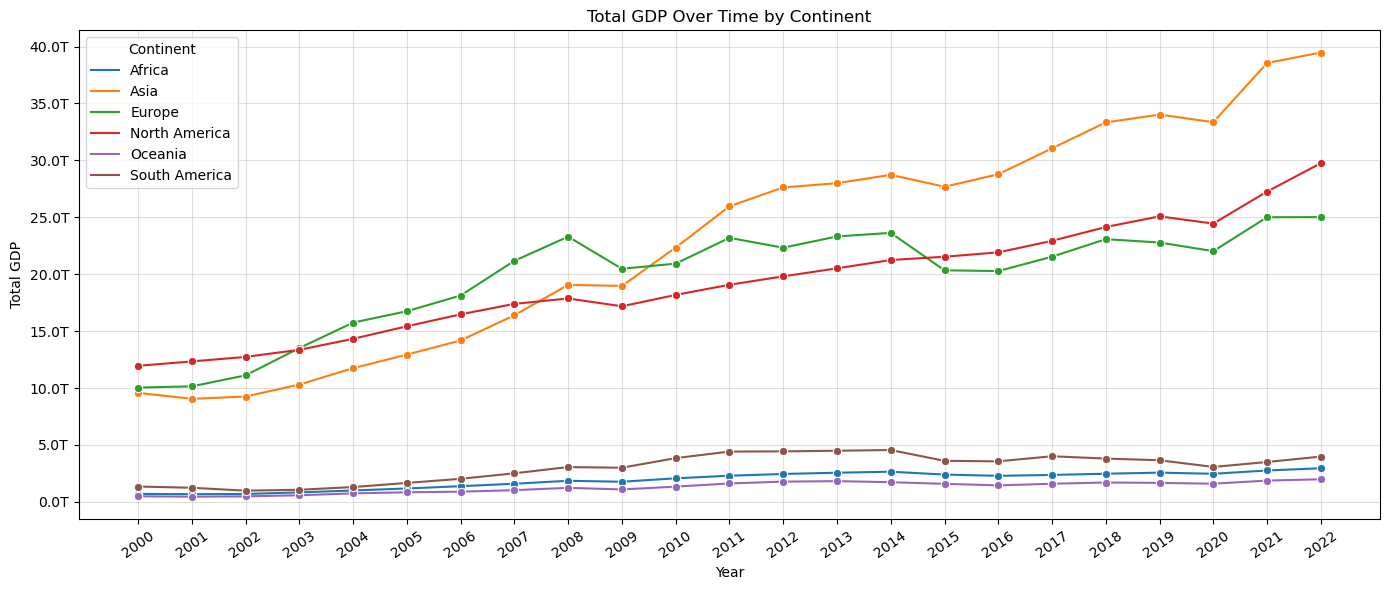 Total GDP Over Time by Continent
40.0T
35.0T
30.0T
25.0T
20.0T
15.0T
10.0T
5.0T
0.0T
Total GDP
Continent
Africa
Asia
Europe
North America
Oceania
South America
2000 2001 2002 2003 2004 2005 2006 2007 2008 2009 2010 2011 2012 2013 2014 2015 2016 2017 2018 2019 2020 2021 2022
Year